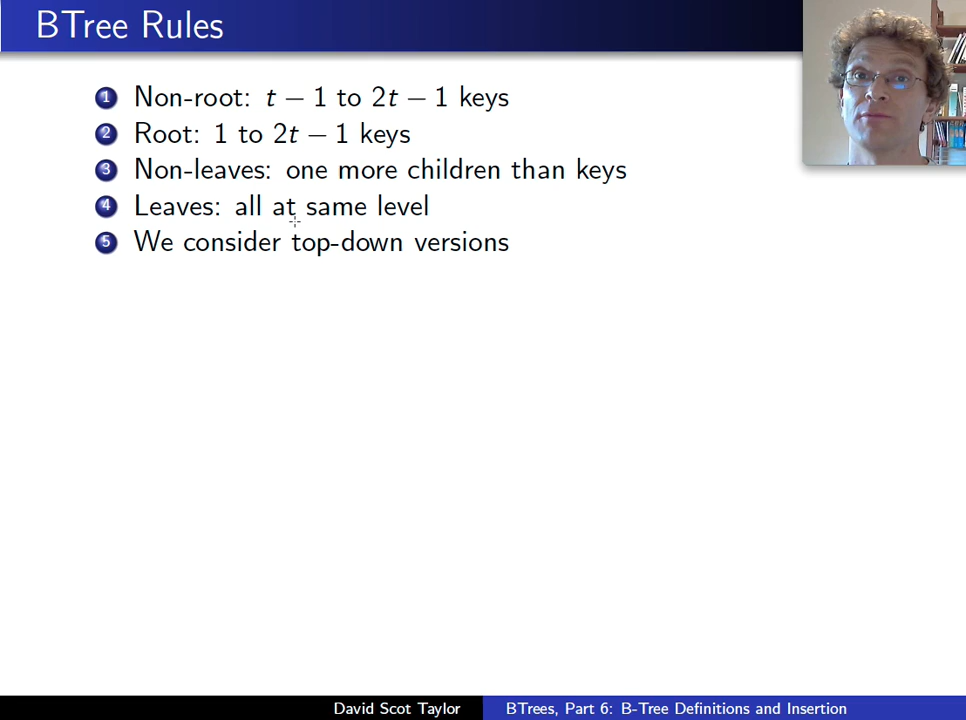 BTree Rules
1 Non-root: t − 1 to 2t − 1 keys
2 Root: 1 to 2t − 1 keys
3 Non-leaves: one more children than keys
4 Leaves: all at same level
5 We consider top-down versions
David Scot Taylor BTrees, Part 6: B-Tree Definitions and Insertion